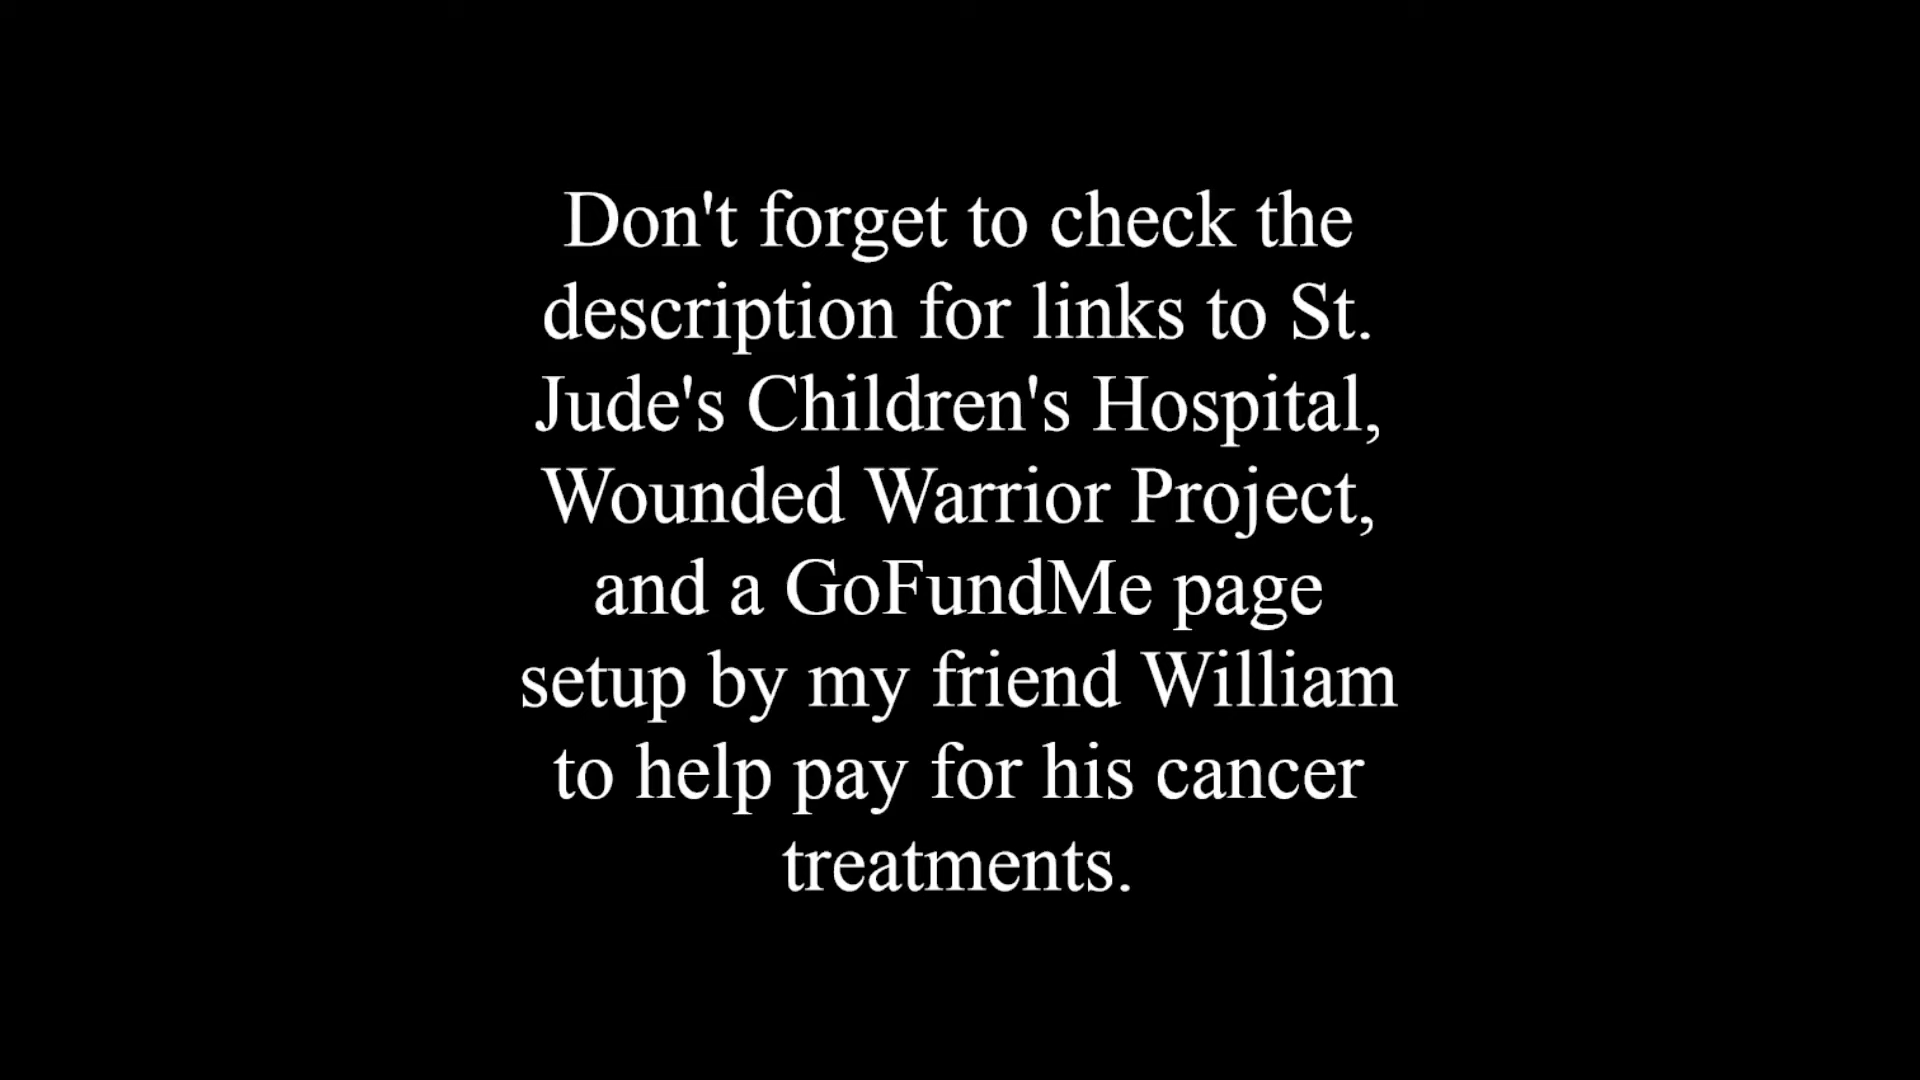 Don't forget to check the
description for links to St.
Jude's Children's Hospital,
Wounded Warrior Project,
and a GoFundMe page
setup by my friend William
to help pay for his cancer
treatments.